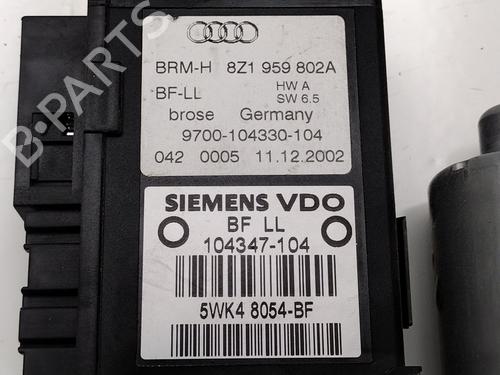 BRM-H 8Z1 959 802A
BF-LL HW A
SW 6.5
brose Germany
9700-104330-104
042 0005 11.12.2002
SIEMENS VDO
BF LL
104347-104
5WK4 8054-BF
B-PARTS